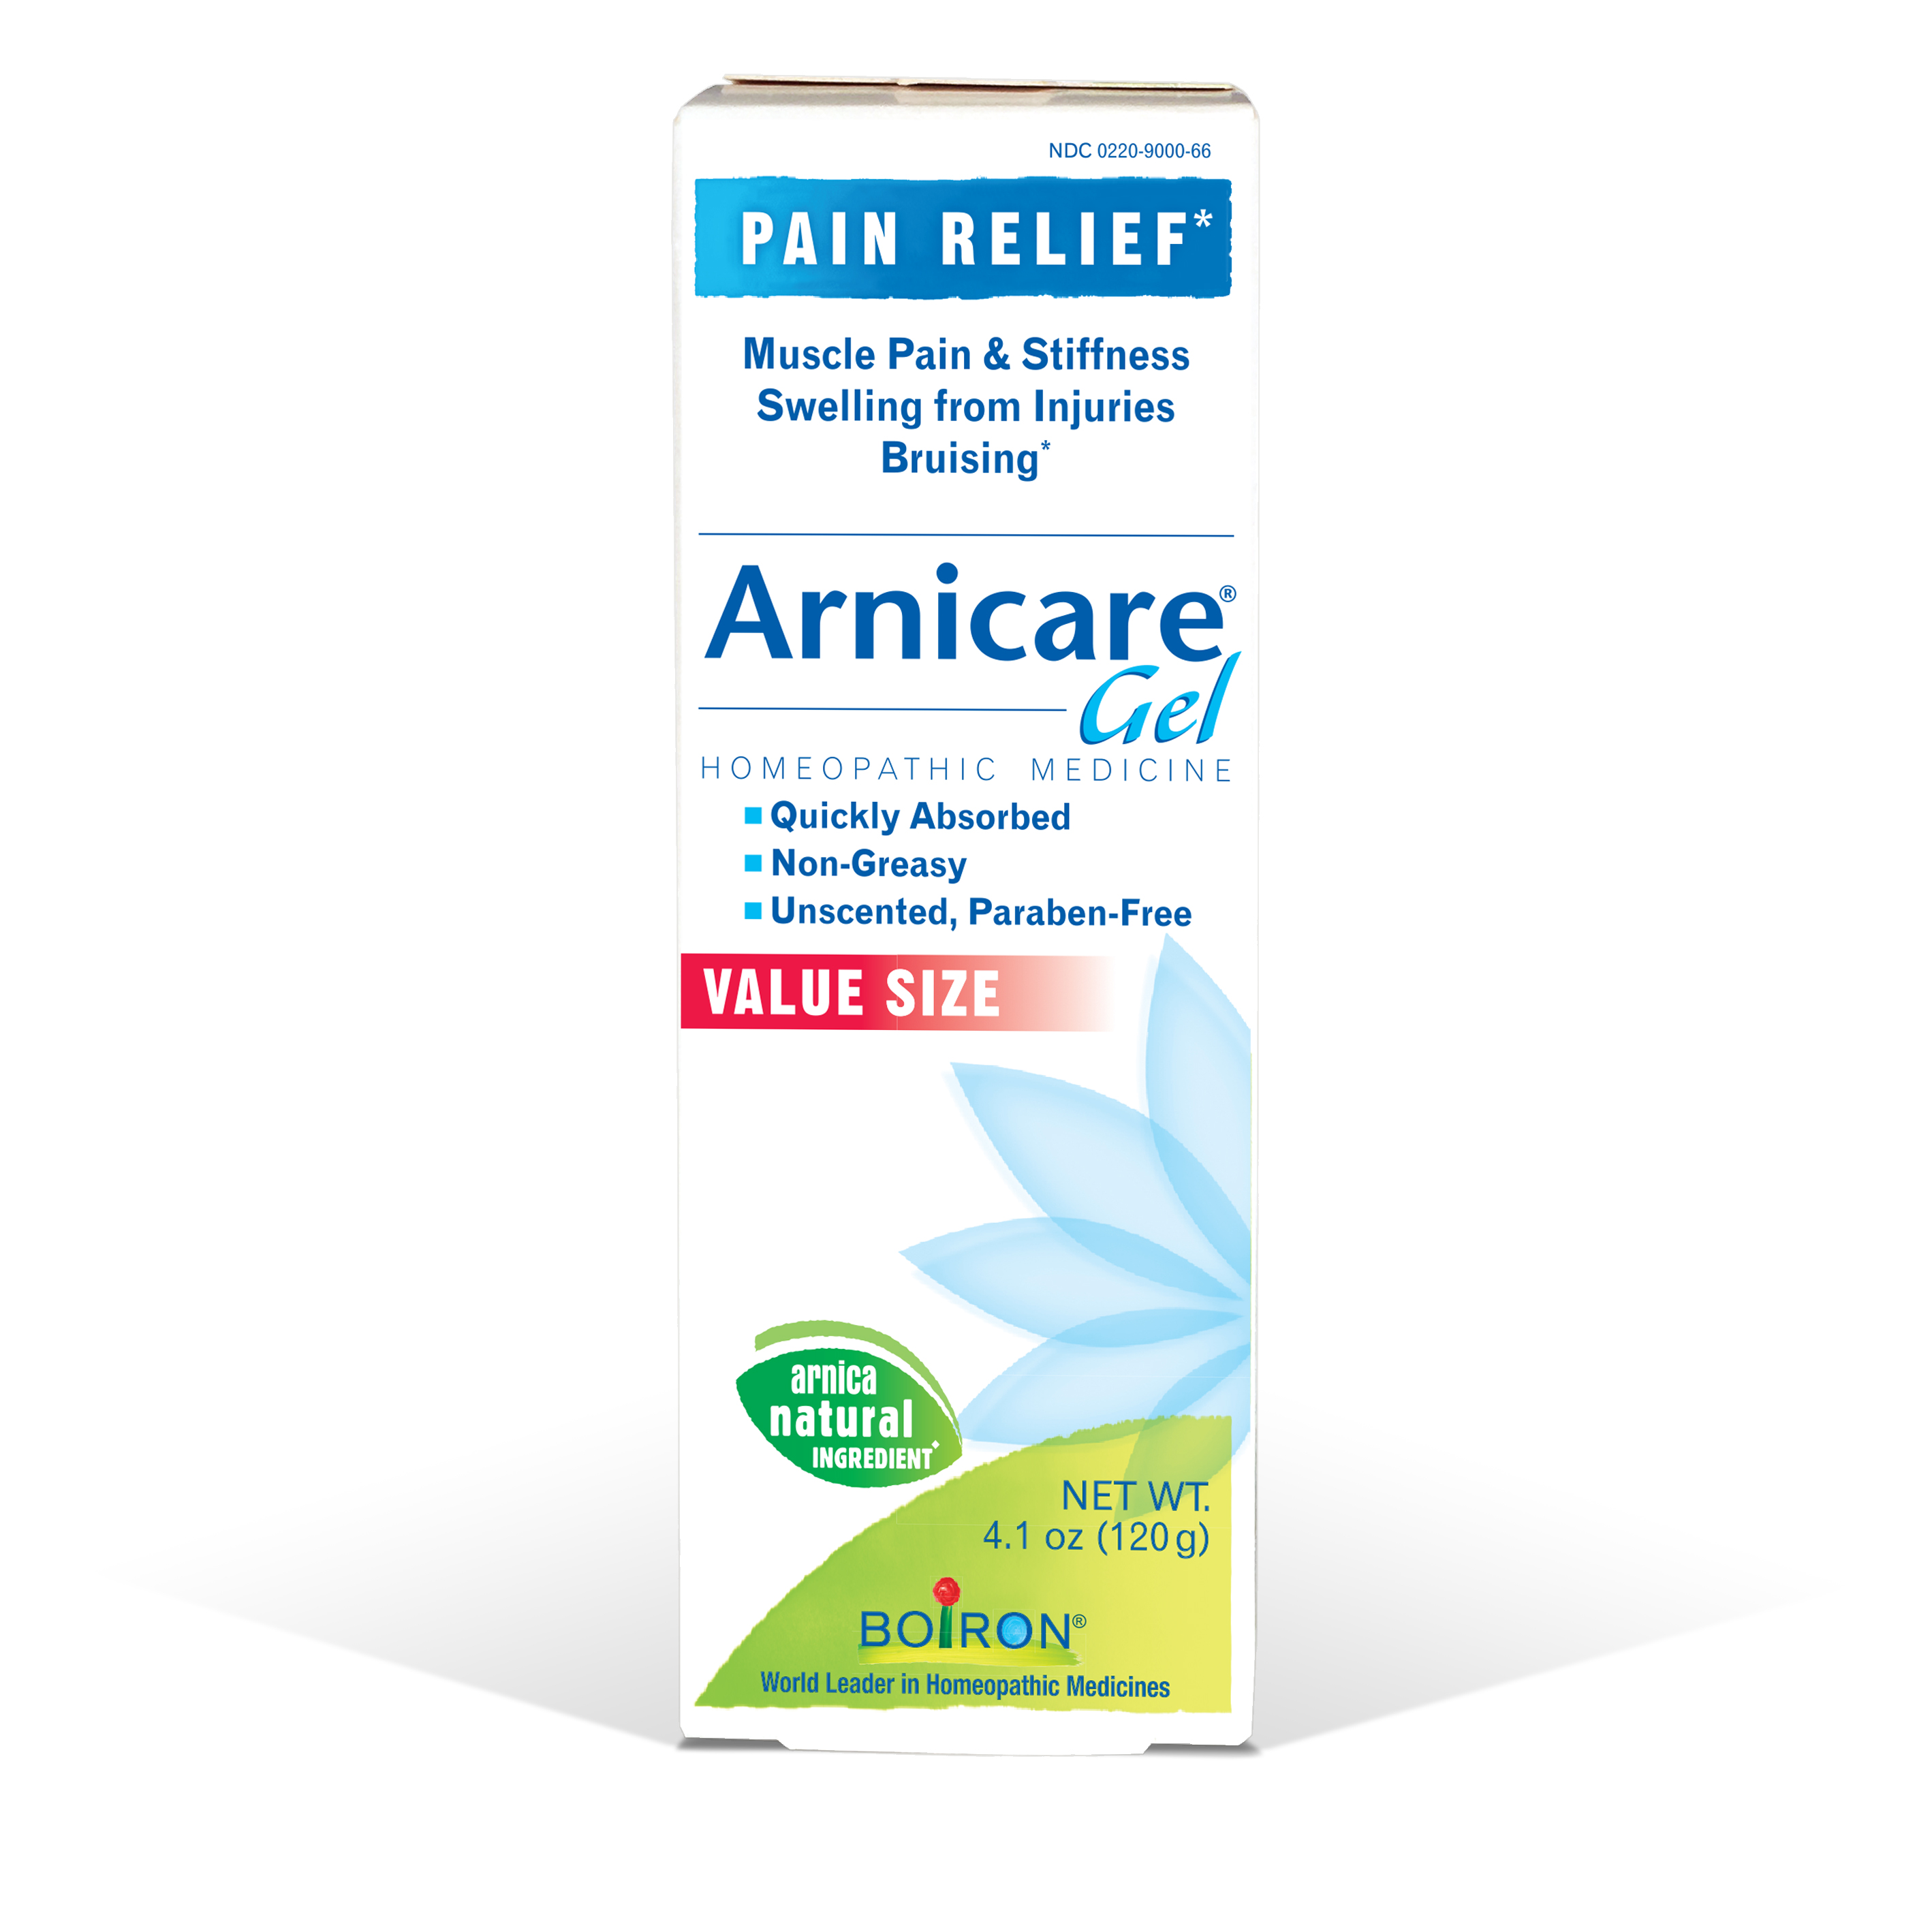 NDC 0220-9000-66
PAIN RELIEF*
Muscle Pain & Stiffness
Swelling from Injuries
Bruising*
Arnicare®
Gel
HOMEOPATHIC MEDICINE
Quickly Absorbed
Non-Greasy
Unscented, Paraben-Free
VALUE SIZE
arnica
natural
INGREDIENT♦
NET WT.
4.1 oz (120 g)
BOIRON®
World Leader in Homeopathic Medicines